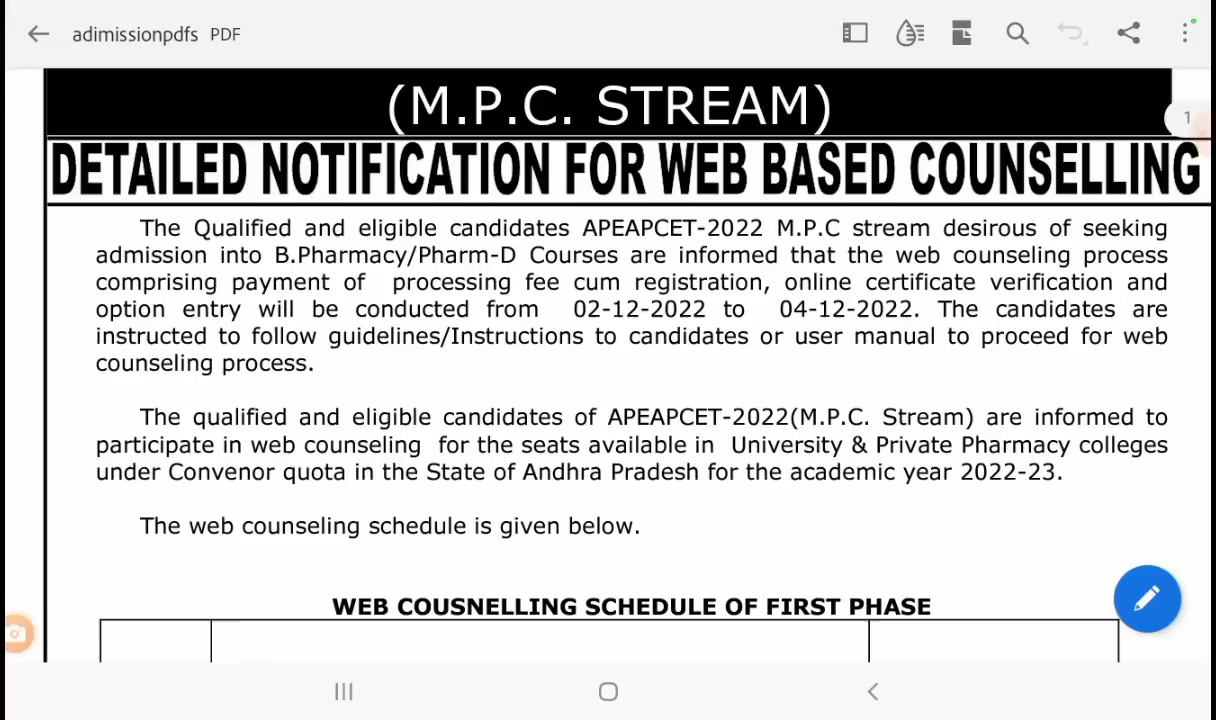 adimissionpdfs PDF
(M.P.C. STREAM)
1
DETAILED NOTIFICATION FOR WEB BASED COUNSELLING
The Qualified and eligible candidates APEAPCET-2022 M.P.C stream desirous of seeking
admission into B.Pharmacy/Pharm-D Courses are informed that the web counseling process
comprising payment of processing fee cum registration, online certificate verification and
option entry will be conducted from 02-12-2022 to 04-12-2022. The candidates are
instructed to follow guidelines/Instructions to candidates or user manual to proceed for web
counseling process.
The qualified and eligible candidates of APEAPCET-2022(M.P.C. Stream) are informed to
participate in web counseling for the seats available in University & Private Pharmacy colleges
under Convenor quota in the State of Andhra Pradesh for the academic year 2022-23.
The web counseling schedule is given below.
WEB COUSNELLING SCHEDULE OF FIRST PHASE